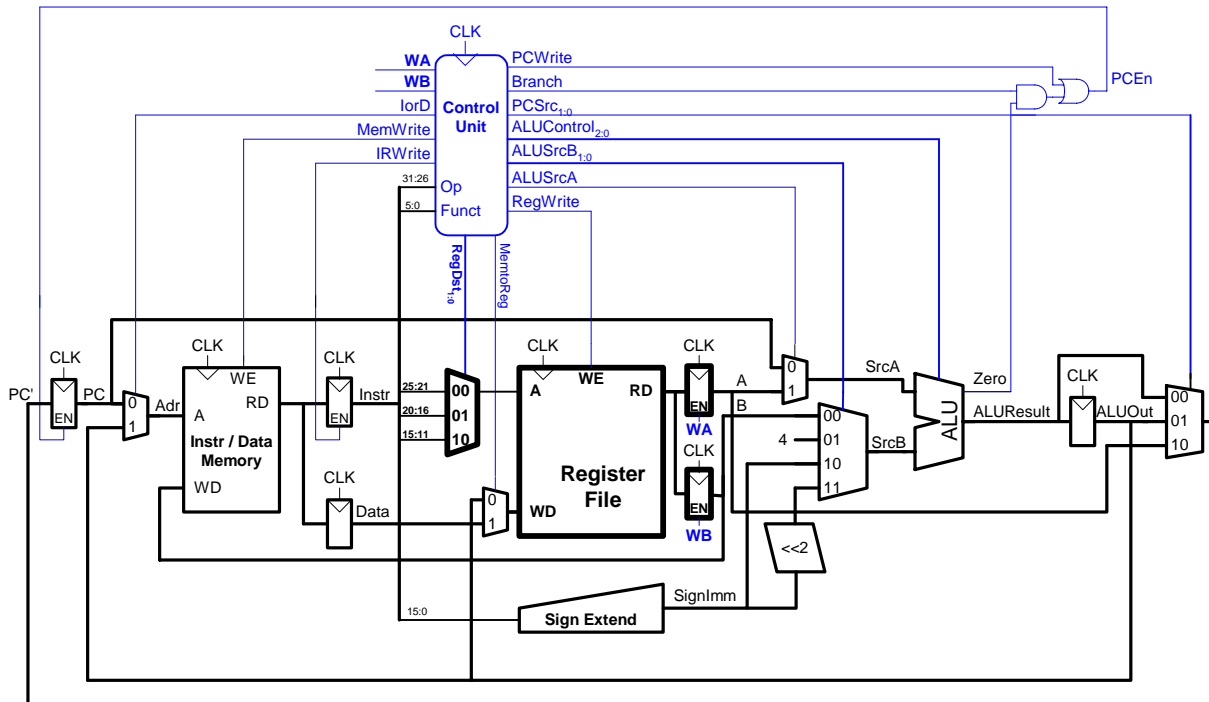 CLK
WA
WB
IorD
MemWrite
IRWrite
31:26 Op
5:0 Funct
Control
Unit
PCWrite
Branch
PCSrc1:0
ALUControl2:0
ALUSrcB1:0
ALUSrcA
RegWrite
PCEn
RegDst1:0
MemtoReg
PC'
CLK
EN
PC
0
1
Adr
CLK
WE
A
RD
Instr / Data
Memory
WD
CLK
EN
Instr
CLK
Data
25:21
20:16
15:11
00
01
10
0
1
CLK
WE
A
RD
Register
File
WD
CLK
EN
WA
CLK
EN
WB
A
B
0
1
SrcA
4
00
01
10
11
SrcB
<<2
15:0
Sign Extend
SignImm
ALU
Zero
ALUResult
CLK
ALUOut
00
01
10